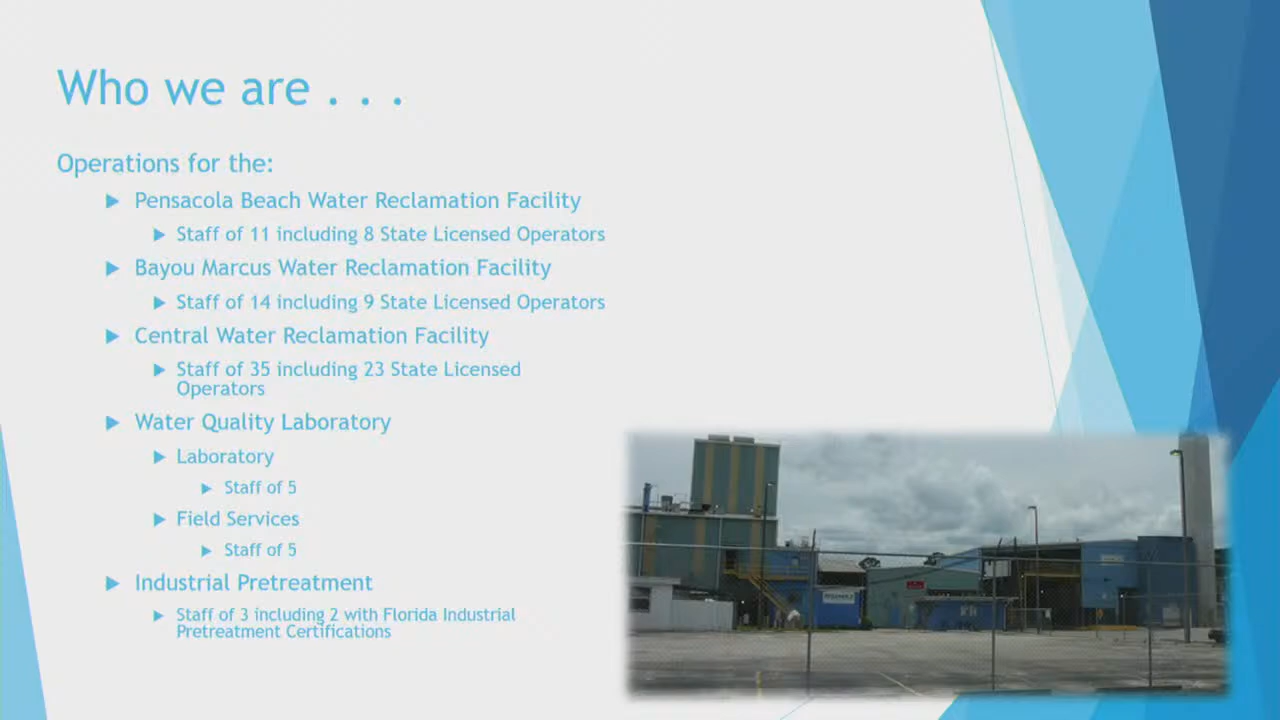 Who we are . . .
Operations for the:
Pensacola Beach Water Reclamation Facility
Staff of 11 including 8 State Licensed Operators
Bayou Marcus Water Reclamation Facility
Staff of 14 including 9 State Licensed Operators
Central Water Reclamation Facility
Staff of 35 including 23 State Licensed
Operators
Water Quality Laboratory
Laboratory
Staff of 5
Field Services
Staff of 5
Industrial Pretreatment
Staff of 3 including 2 with Florida Industrial
Pretreatment Certifications